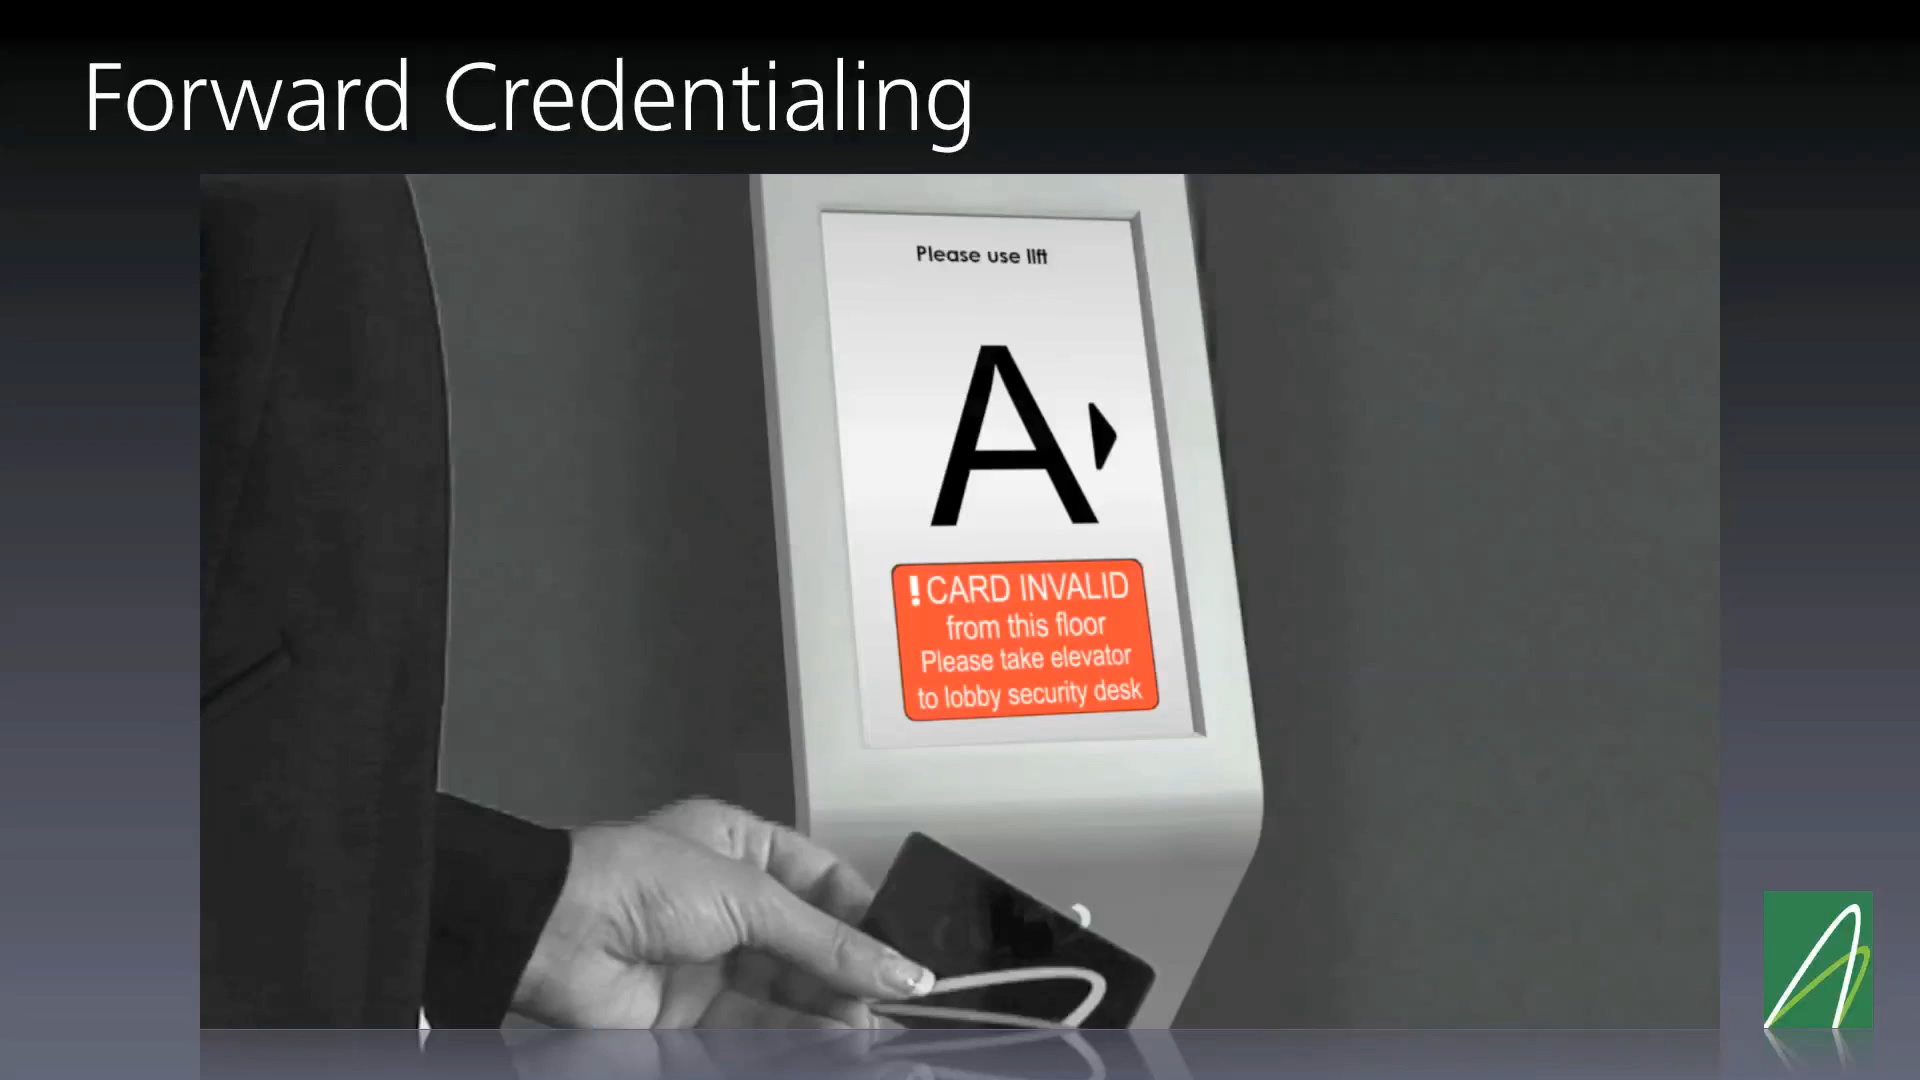 Forward Credentialing
Please use lift
A
! CARD INVALID
from this floor
Please take elevator
to lobby security desk